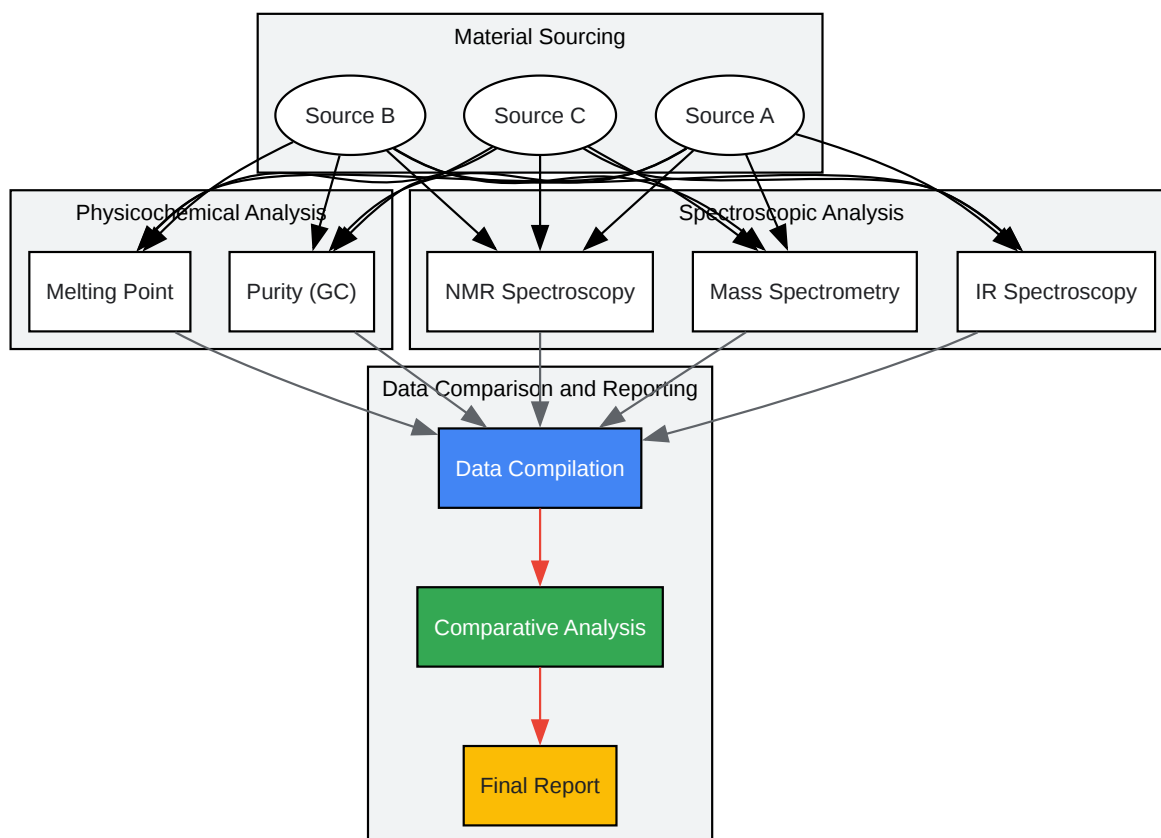 Material Sourcing
Source B
Source C
Source A
Physicochemical Analysis
Spectroscopic Analysis
Melting Point
Purity (GC)
NMR Spectroscopy
Mass Spectrometry
IR Spectroscopy
Data Comparison and Reporting
Data Compilation
Comparative Analysis
Final Report